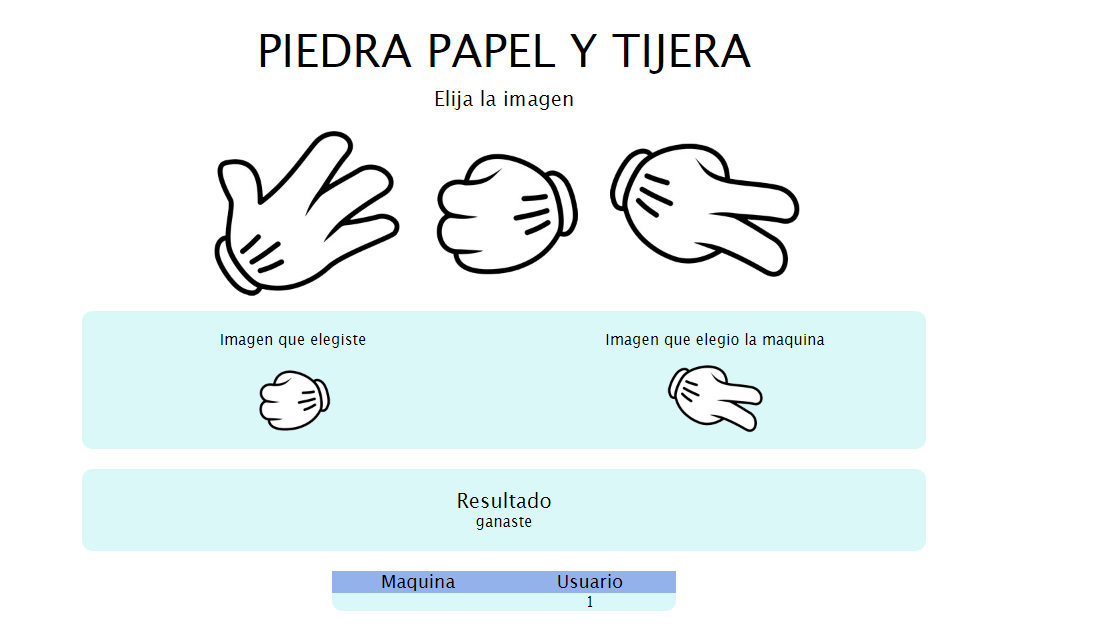 PIEDRA PAPEL Y TIJERA
Elija la imagen
Imagen que elegiste
Imagen que elegio la maquina
Resultado
ganaste
Maquina Usuario
1